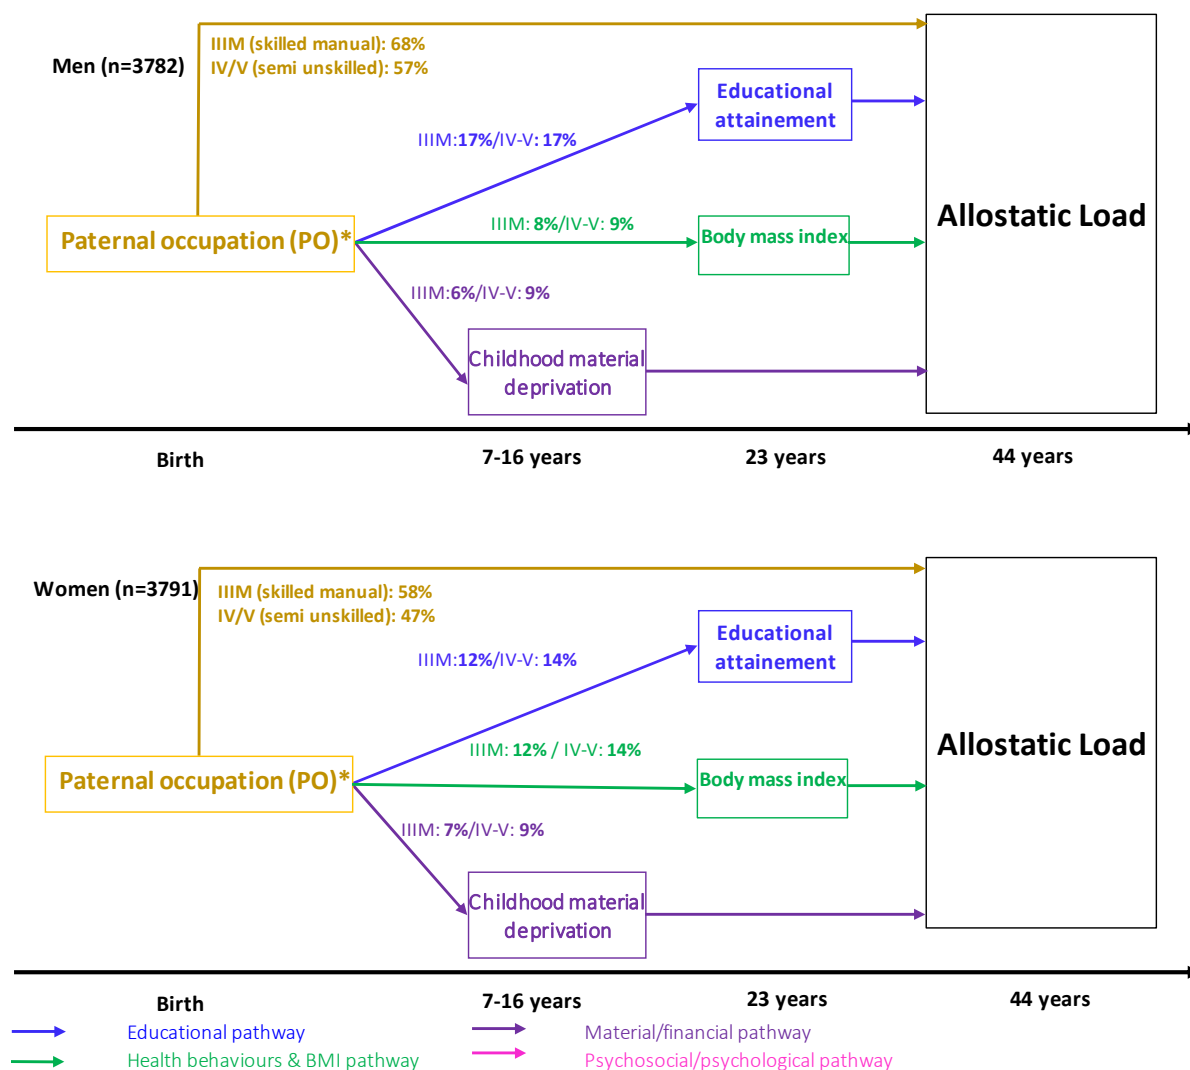 Men (n=3782)
IIIM (skilled manual): 68%
IV/V (semi unskilled): 57%
Educational
attainement
IIIM:17%/IV-V: 17%
Paternal occupation (PO)*
IIIM: 8%/IV-V: 9%
Body mass index
Allostatic Load
IIIM:6%/IV-V: 9%
Childhood material
deprivation
Birth
7-16 years
23 years
44 years
Women (n=3791)
IIIM (skilled manual): 58%
IV/V (semi unskilled): 47%
Educational
attainement
IIIM:12%/IV-V: 14%
Paternal occupation (PO)*
IIIM: 12% / IV-V: 14%
Body mass index
Allostatic Load
IIIM: 7%/IV-V: 9%
Childhood material
deprivation
Birth
7-16 years
23 years
44 years
Educational pathway
Material/financial pathway
Health behaviours & BMI pathway
Psychosocial/psychological pathway